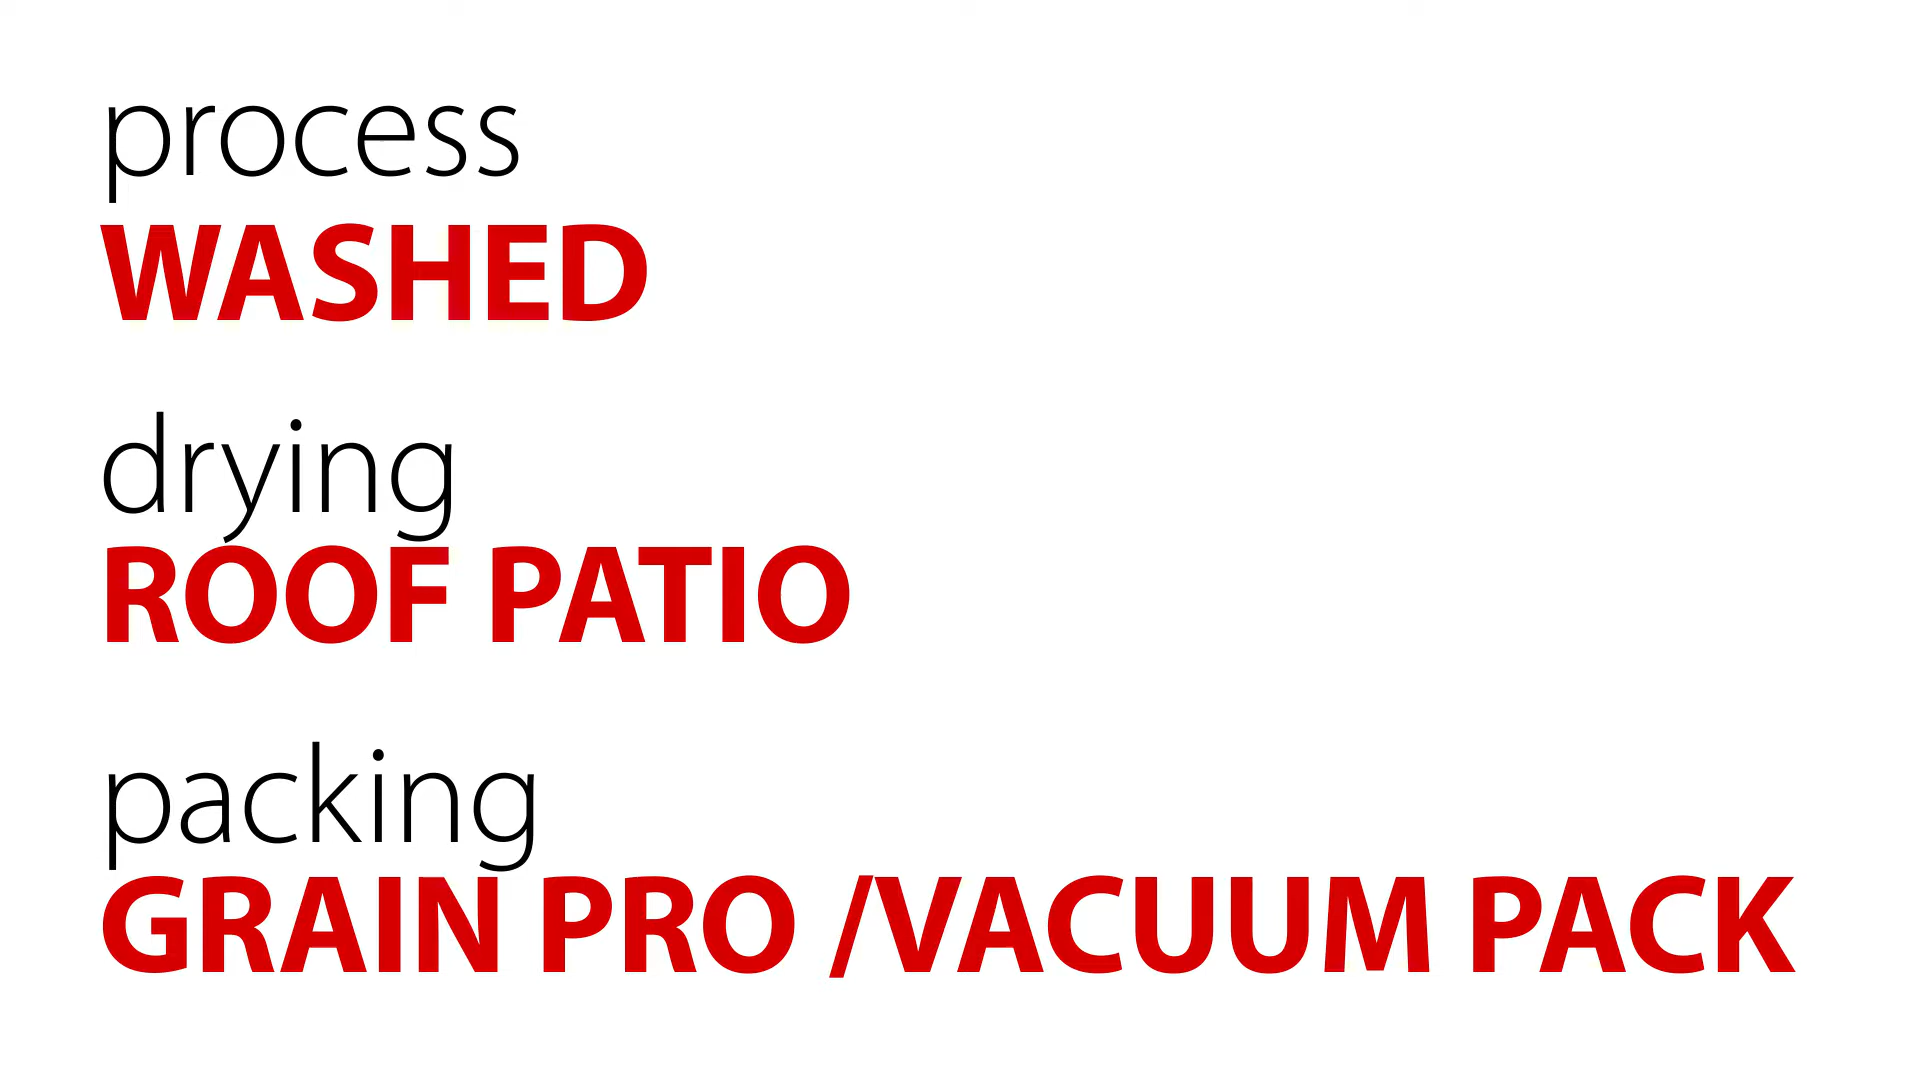 process
WASHED
drying
ROOF PATIO
packing
GRAIN PRO /VACUUM PACK